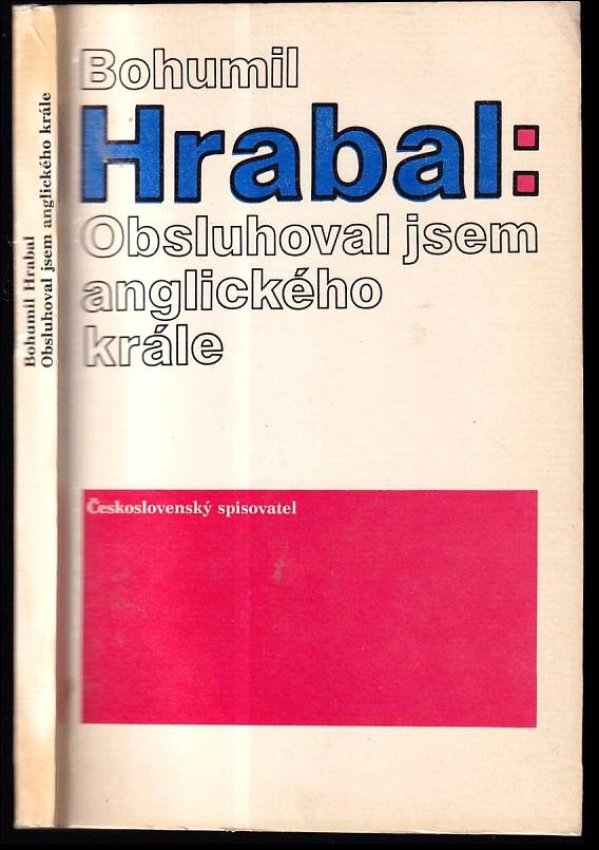 Bohumil
Hrabal:
Obsluhoval jsem
anglického
krále
Československý spisovatel
Bohumil Hrabal
Obsluhoval jsem anglického krále